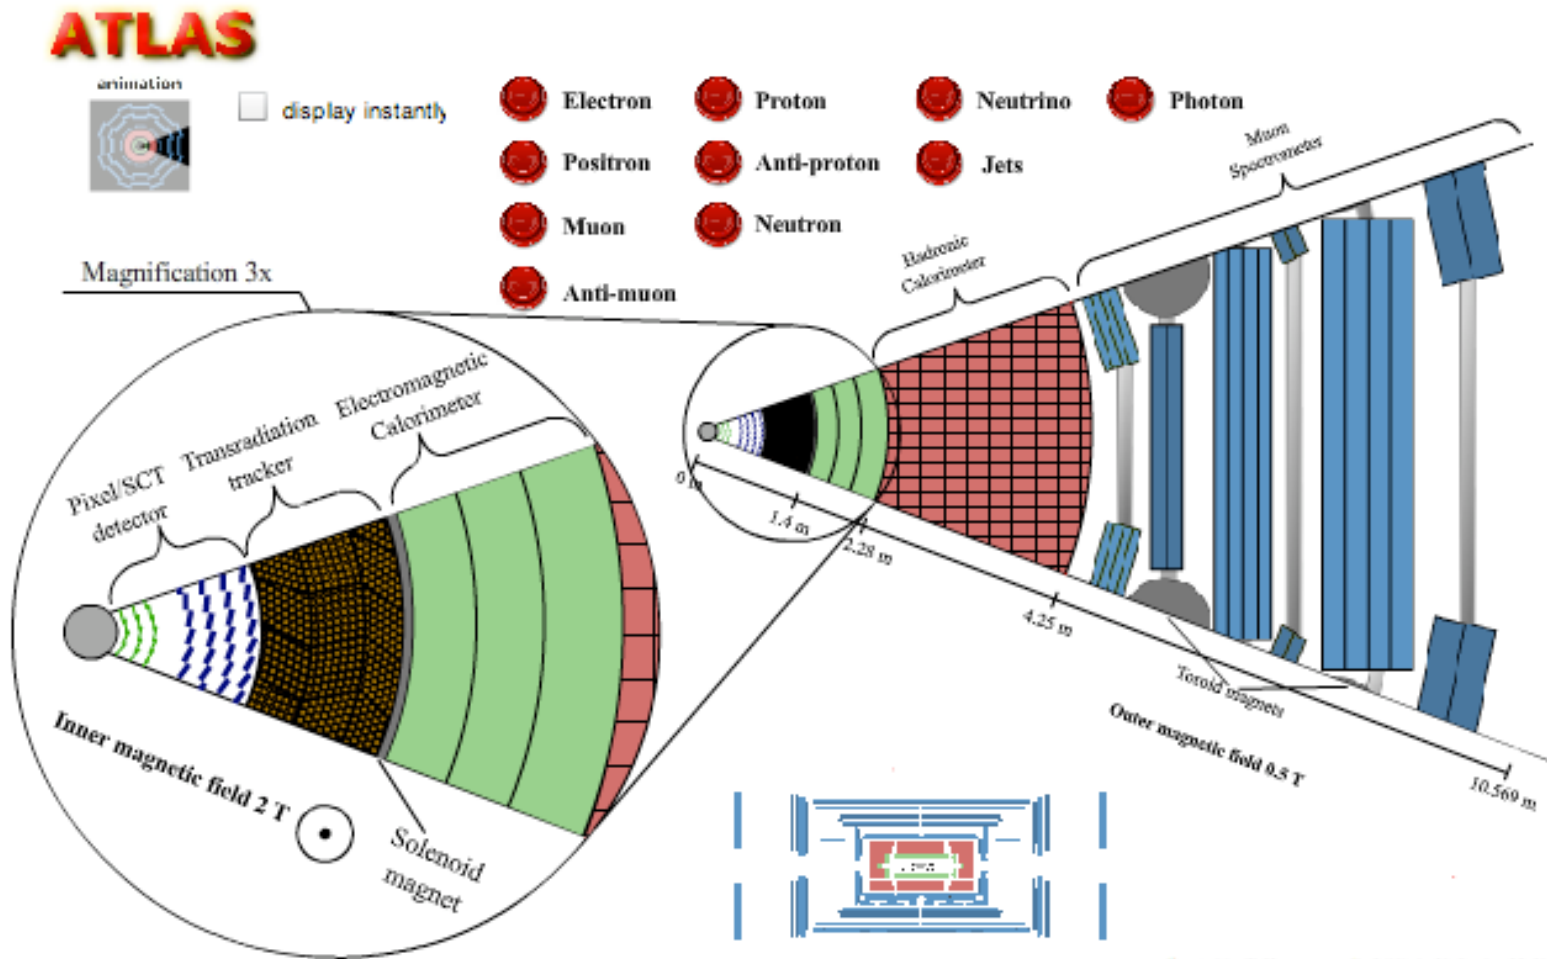 ATLAS
animation
display instantly
Electron
Proton
Neutrino
Photon
Positron
Anti-proton
Jets
Muon
Neutron
Anti-muon
Magnification 3x
Muon
Spectrometer
Hadronic
Calorimeter
Electromagnetic
Calorimeter
Transradiation
tracker
Pixel/SCT
detector
0 m
1.4 m
2.28 m
4.25 m
10.569 m
Toroid magnets
Outer magnetic field 0.5 T
Inner magnetic field 2 T
Solenoid
magnet